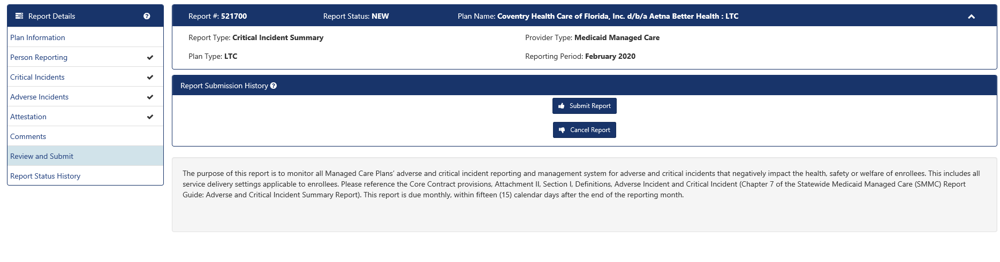 Report Details
Plan Information
Person Reporting
Critical Incidents
Adverse Incidents
Attestation
Comments
Review and Submit
Report Status History
Report #: 521700 Report Status: NEW Plan Name: Coventry Health Care of Florida, Inc. d/b/a Aetna Better Health : LTC
Report Type: Critical Incident Summary Provider Type: Medicaid Managed Care
Plan Type: LTC Reporting Period: February 2020
Report Submission History
Submit Report
Cancel Report
The purpose of this report is to monitor all Managed Care Plans’ adverse and critical incident reporting and management system for adverse and critical incidents that negatively impact the health, safety or welfare of enrollees. This includes all
service delivery settings applicable to enrollees. Please reference the Core Contract provisions, Attachment II, Section I, Definitions, Adverse Incident and Critical Incident (Chapter 7 of the Statewide Medicaid Managed Care (SMMC) Report
Guide: Adverse and Critical Incident Summary Report). This report is due monthly, within fifteen (15) calendar days after the end of the reporting month.